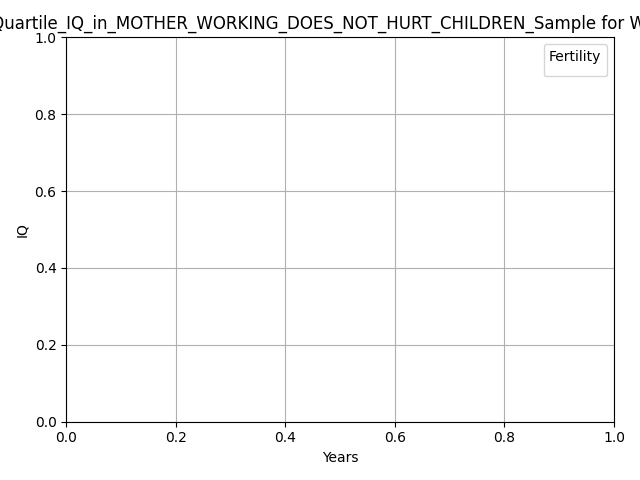 Quartile_IQ_in_MOTHER_WORKING_DOES_NOT_HURT_CHILDREN_Sample for W
Fertility
1.0
0.8
0.6
0.4
0.2
0.0
IQ
0.0 0.2 0.4 0.6 0.8 1.0
Years